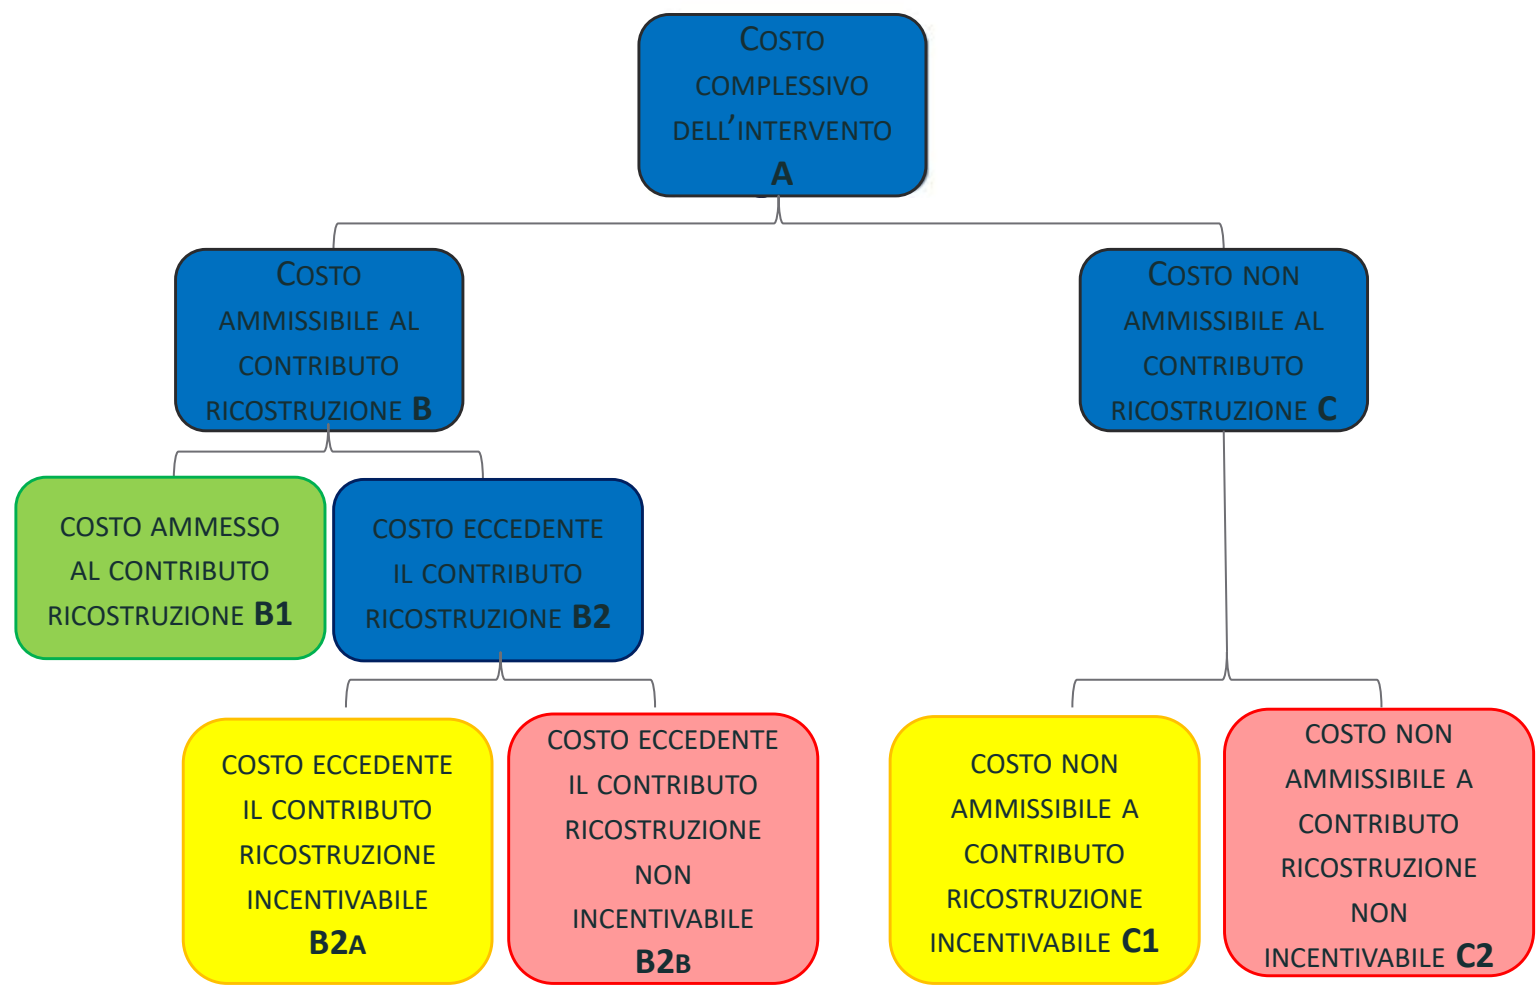 Costo
complessivo
dell’intervento
A
Costo
ammissibile al
contributo
ricostruzione B
Costo non
ammissibile al
contributo
ricostruzione C
costo ammesso
al contributo
ricostruzione B1
costo eccedente
il contributo
ricostruzione B2
costo eccedente
il contributo
ricostruzione
incentivabile
B2a
costo eccedente
il contributo
ricostruzione
non
incentivabile
B2b
costo non
ammissibile a
contributo
ricostruzione
incentivabile C1
costo non
ammissibile a
contributo
ricostruzione
non
incentivabile C2